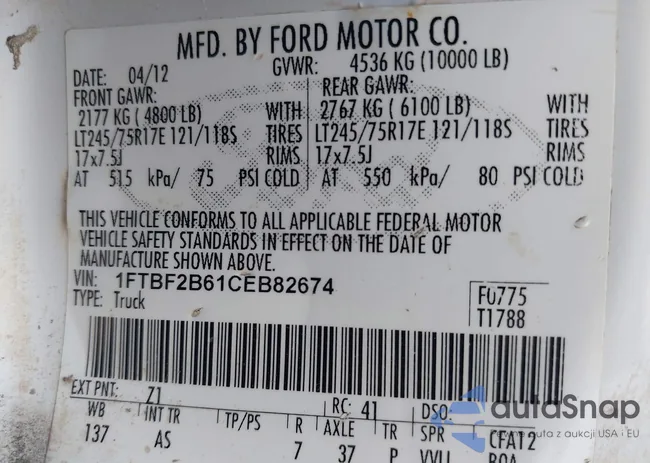 MFD. BY FORD MOTOR CO.
DATE: 04/12 GVWR: 4536 KG (10000 LB)
FRONT GAWR: REAR GAWR:
2177 KG ( 4800 LB) WITH 2767 KG ( 6100 LB) WITH
LT245/75R17E 121/118S TIRES LT245/75R17E 121/118S TIRES
17x7.5J RIMS 17x7.5J RIMS
AT 515 kPa/ 75 PSI COLD AT 550 kPa/ 80 PSI COLD
THIS VEHICLE CONFORMS TO ALL APPLICABLE FEDERAL MOTOR
VEHICLE SAFETY STANDARDS IN EFFECT ON THE DATE OF
MANUFACTURE SHOWN ABOVE.
VIN: 1FTBF2B61CEB82674
TYPE: Truck
F0775
T1788
EXT PNT: Z1 RC: 41 DSO:
WB INT TR TP/PS R AXLE TR SPR CFAT2
137 AS 7 37 P
autoSnap
auta z aukcji USA i EU